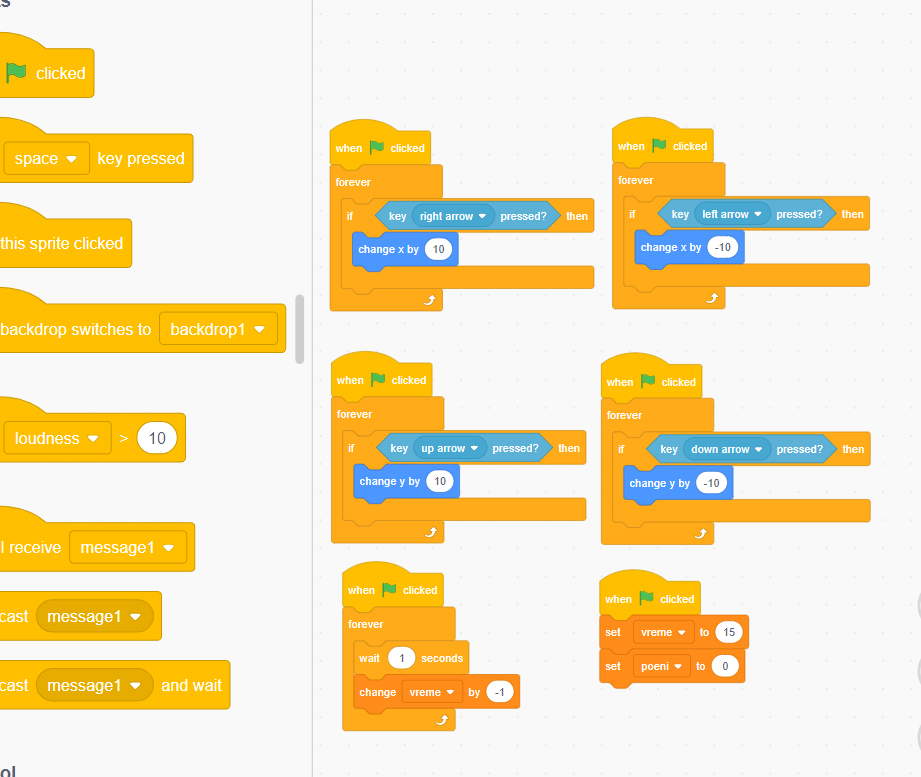 s
clicked
space key pressed
this sprite clicked
backdrop switches to backdrop1
loudness > 10
I receive message1
cast message1
cast message1 and wait
ol
when clicked
forever
if key right arrow pressed? then
change x by 10
when clicked
forever
if key left arrow pressed? then
change x by -10
when clicked
forever
if key up arrow pressed? then
change y by 10
when clicked
forever
if key down arrow pressed? then
change y by -10
when clicked
forever
wait 1 seconds
change vreme by -1
when clicked
set vreme to 15
set poeni to 0